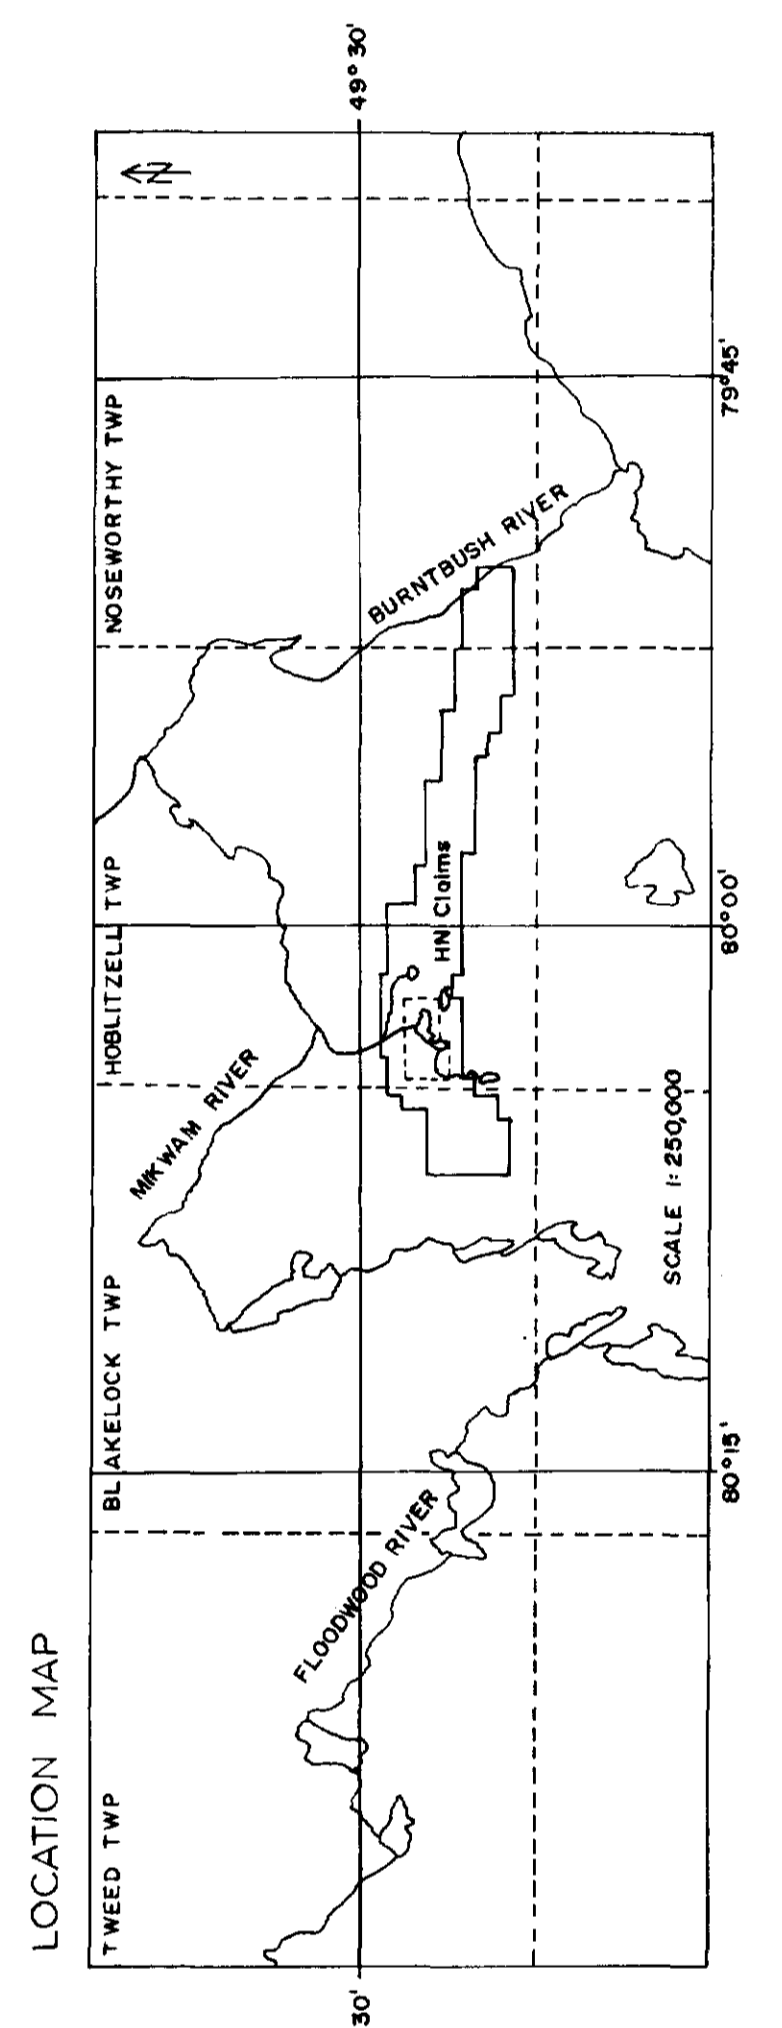 LOCATION MAP
TWEED TWP
BLAKELOCK TWP
HOBLITZELL TWP
NOSEWORTHY TWP
N
MIKWAM RIVER
FLOODWOOD RIVER
BURNTBUSH RIVER
30'
49° 30'
HN Claims
SCALE 1:250,000
80°15'
80°00'
79°45'